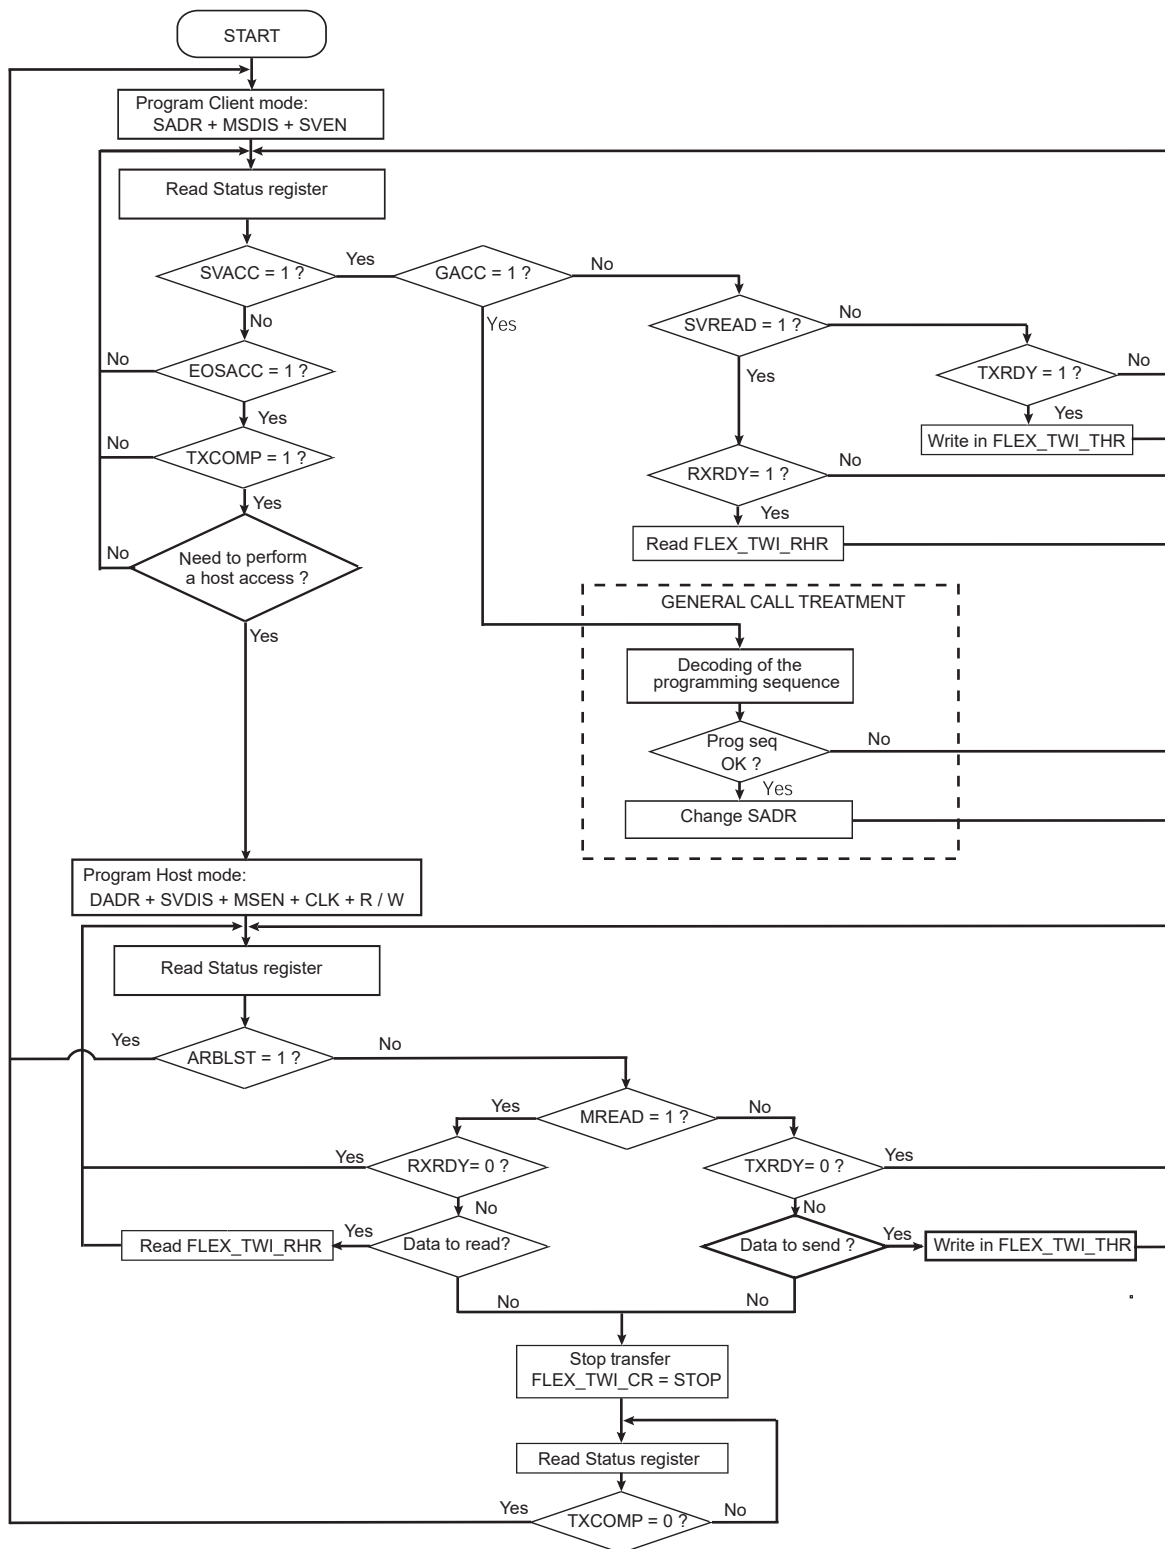 START
Program Client mode:
SADR + MSDIS + SVEN
Read Status register
SVACC = 1 ?
Yes
GACC = 1 ?
No
SVREAD = 1 ?
No
No
Yes
EOSACC = 1 ?
No
Yes
TXRDY = 1 ?
No
Yes
Yes
Write in FLEX_TWI_THR
TXCOMP = 1 ?
No
RXRDY= 1 ?
No
Yes
Yes
Read FLEX_TWI_RHR
No
Need to perform
a host access ?
Yes
GENERAL CALL TREATMENT
Decoding of the
programming sequence
Prog seq
OK ?
No
Yes
Change SADR
Program Host mode:
DADR + SVDIS + MSEN + CLK + R / W
Read Status register
Yes
ARBLST = 1 ?
No
Yes
MREAD = 1 ?
No
Yes
RXRDY= 0 ?
TXRDY= 0 ?
Yes
No
No
Read FLEX_TWI_RHR
Yes
Data to read?
Data to send ?
Yes
Write in FLEX_TWI_THR
No
No
Stop transfer
FLEX_TWI_CR = STOP
Read Status register
Yes
TXCOMP = 0 ?
No